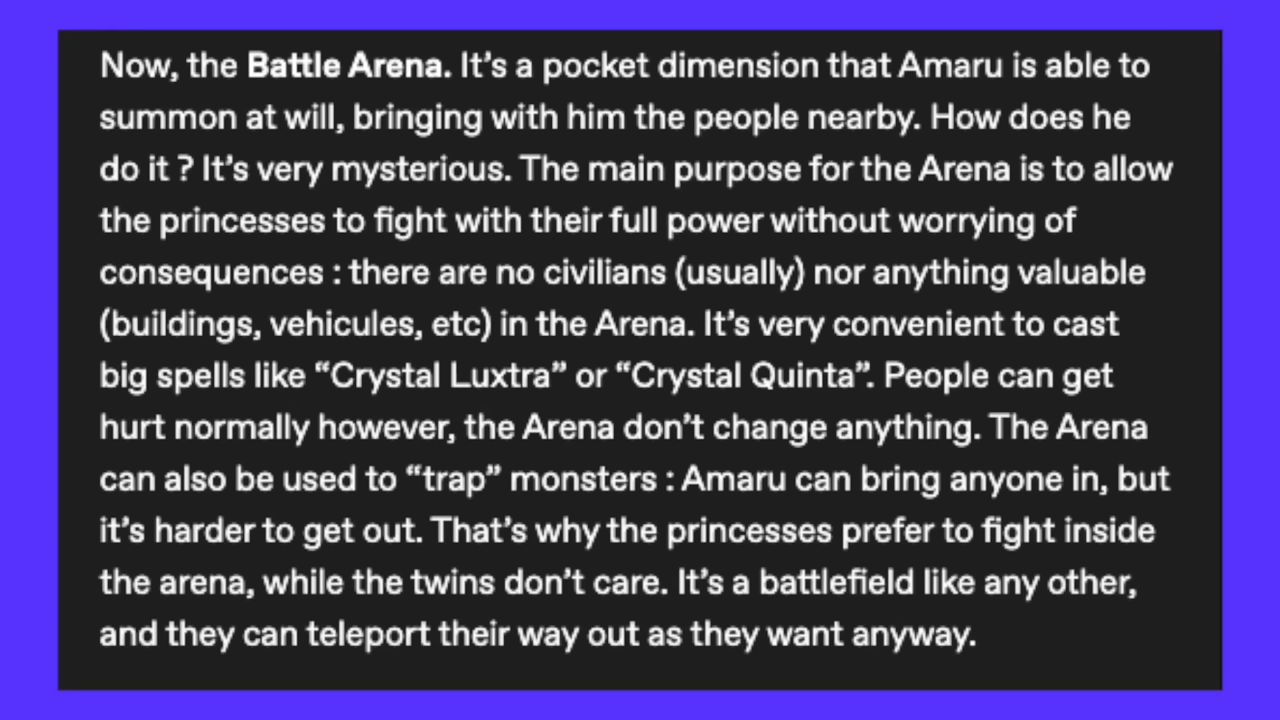 Now, the Battle Arena. It’s a pocket dimension that Amaru is able to
summon at will, bringing with him the people nearby. How does he
do it ? It’s very mysterious. The main purpose for the Arena is to allow
the princesses to fight with their full power without worrying of
consequences : there are no civilians (usually) nor anything valuable
(buildings, vehicules, etc) in the Arena. It’s very convenient to cast
big spells like “Crystal Luxtra” or “Crystal Quinta”. People can get
hurt normally however, the Arena don’t change anything. The Arena
can also be used to “trap” monsters : Amaru can bring anyone in, but
it’s harder to get out. That’s why the princesses prefer to fight inside
the arena, while the twins don’t care. It’s a battlefield like any other,
and they can teleport their way out as they want anyway.